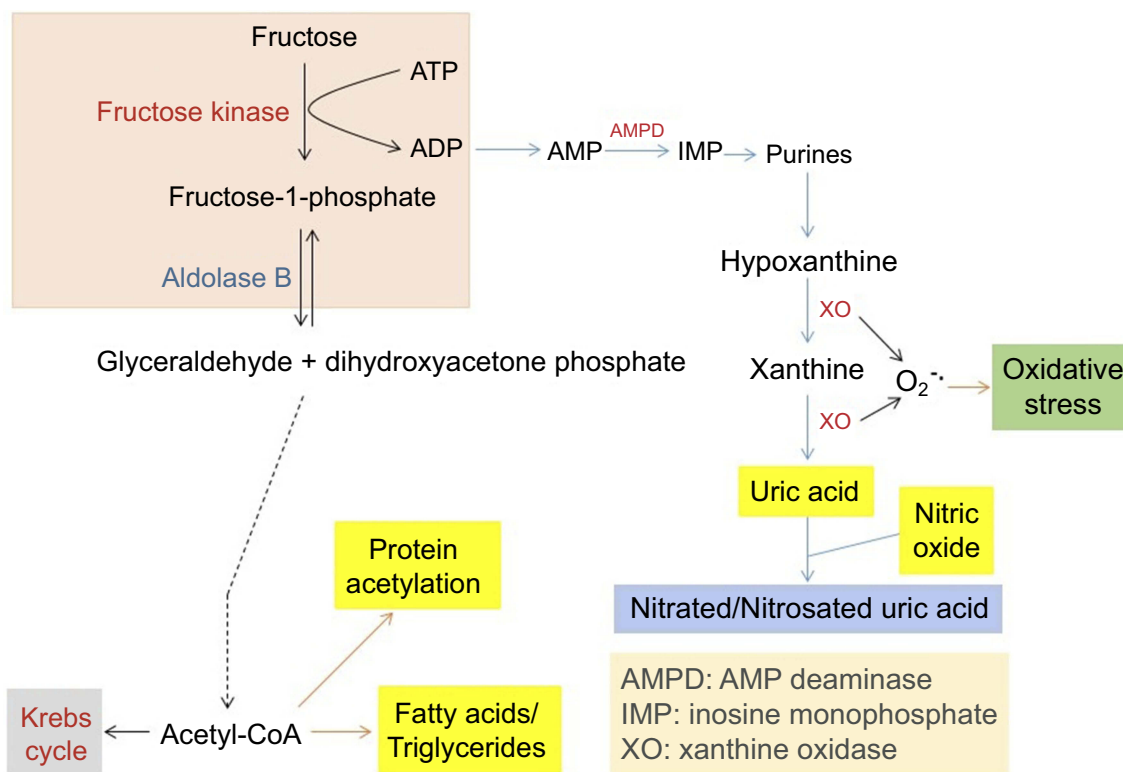 Fructose
ATP
Fructose kinase
ADP
AMP
AMPD
IMP
Purines
Fructose-1-phosphate
Aldolase B
Hypoxanthine
XO
Glyceraldehyde + dihydroxyacetone phosphate
Xanthine
O₂⁻·
Oxidative
stress
XO
Uric acid
Nitric
oxide
Protein
acetylation
Nitrated/Nitrosated uric acid
AMPD: AMP deaminase
IMP: inosine monophosphate
XO: xanthine oxidase
Krebs
cycle
Acetyl-CoA
Fatty acids/
Triglycerides